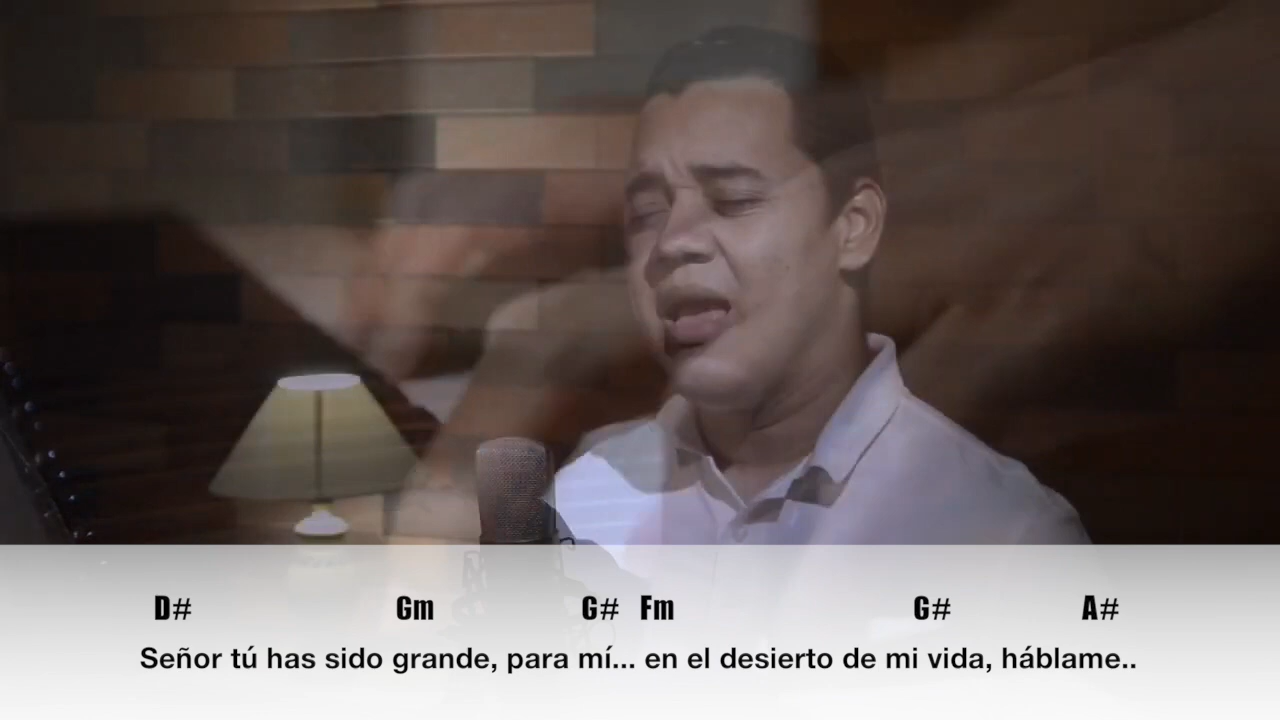 D# Gm G# Fm G# A#
Señor tú has sido grande, para mí... en el desierto de mi vida, háblame..